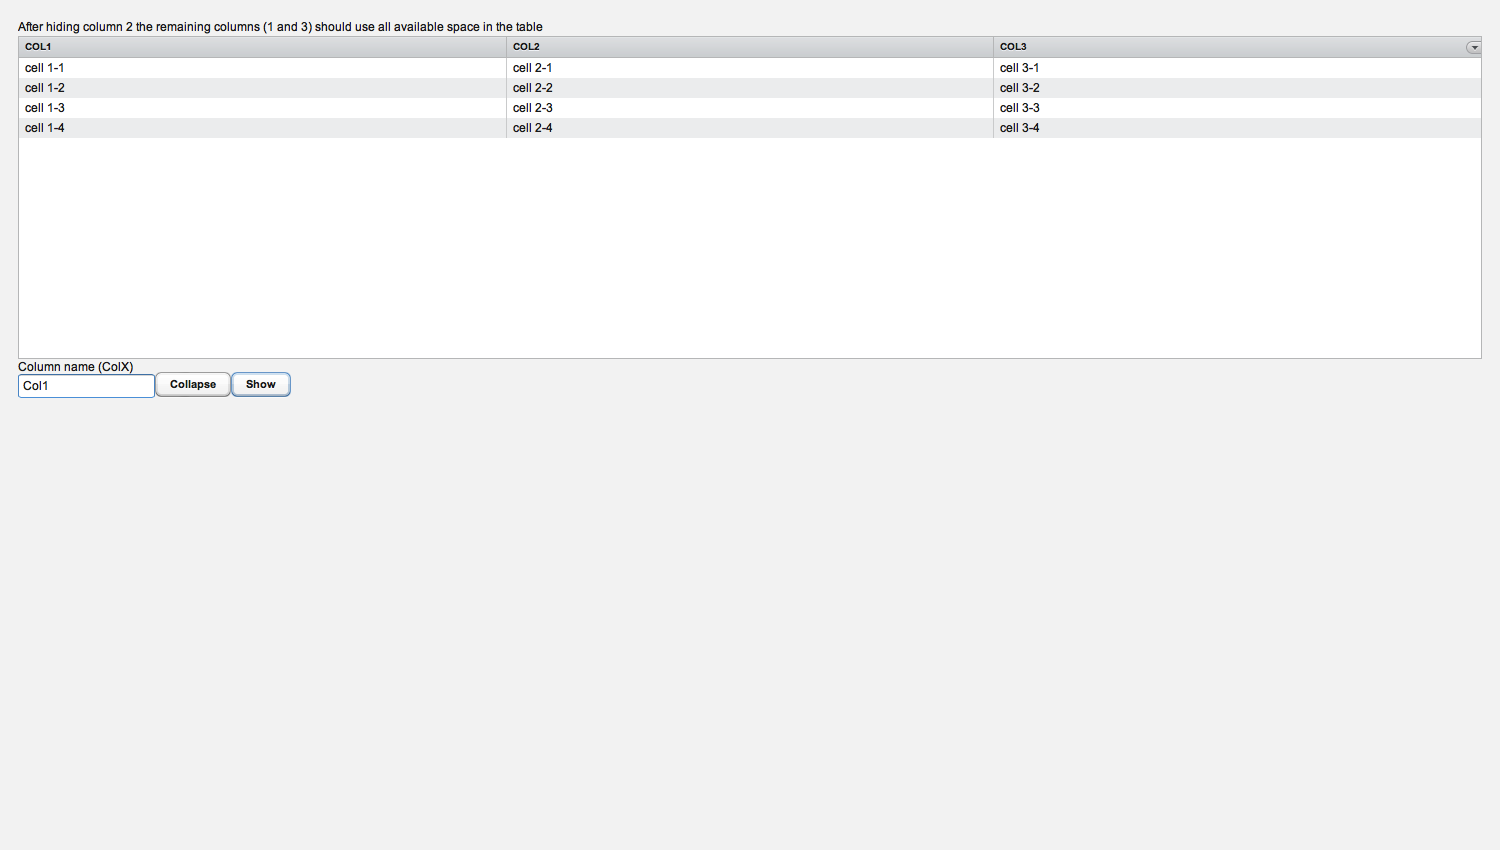 After hiding column 2 the remaining columns (1 and 3) should use all available space in the table
COL1 COL2 COL3
cell 1-1 cell 2-1 cell 3-1
cell 1-2 cell 2-2 cell 3-2
cell 1-3 cell 2-3 cell 3-3
cell 1-4 cell 2-4 cell 3-4
Column name (ColX)
Col1 Collapse Show